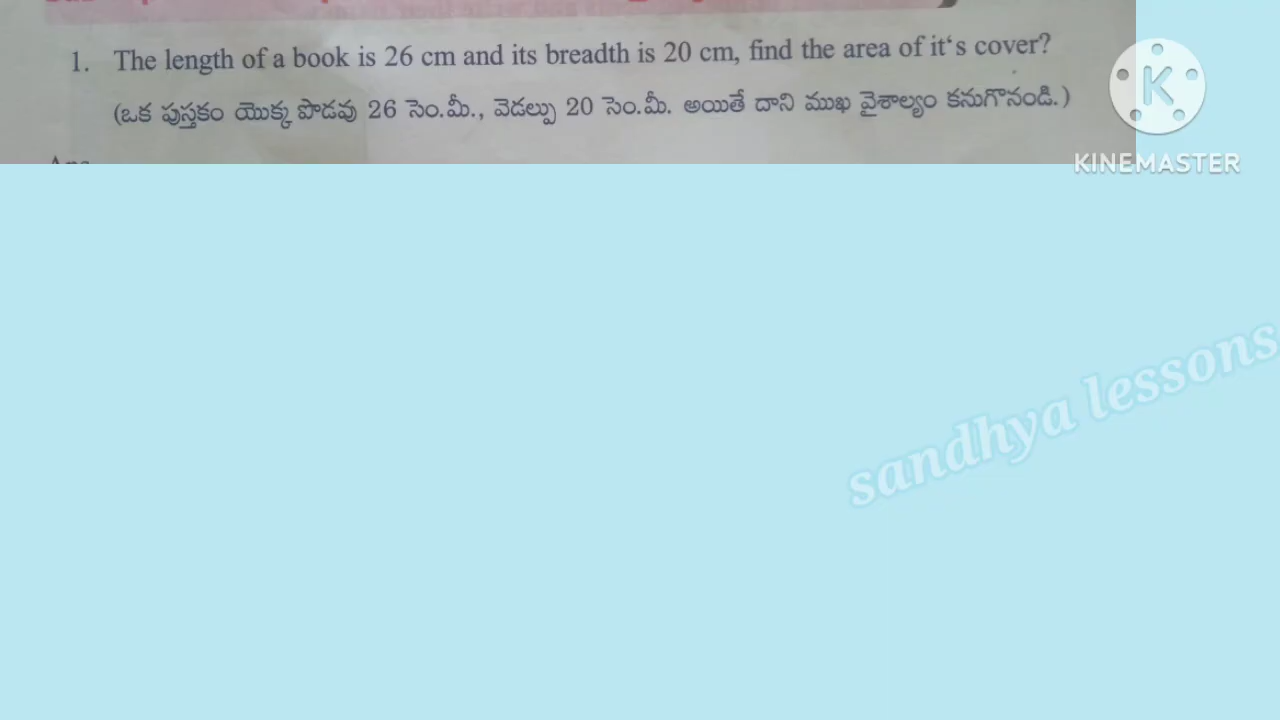 1. The length of a book is 26 cm and its breadth is 20 cm, find the area of it‘s cover?
(ఒక పుస్తకం యొక్క పొడవు 26 సెం.మీ., వెడల్పు 20 సెం.మీ. అయితే దాని ముఖ వైశాల్యం కనుగొనండి.)
K
KINEMASTER
sandhya lessons